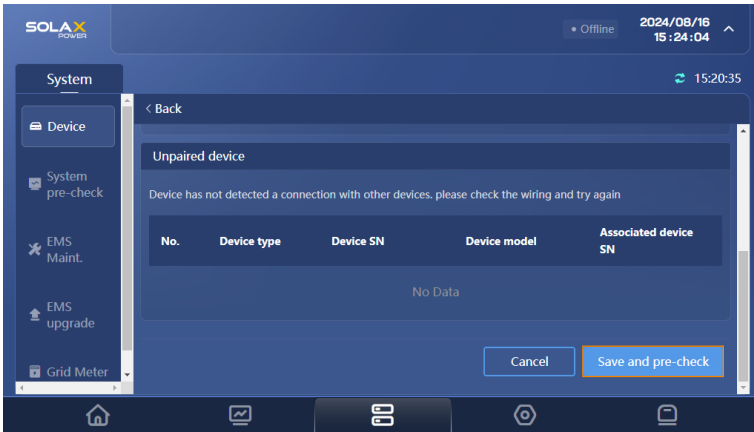 SOLAX
POWER
• Offline
2024/08/16
15:24:04
System
15:20:35
< Back
Device
Unpaired device
System
pre-check
Device has not detected a connection with other devices. please check the wiring and try again
No. Device type Device SN Device model Associated device
SN
EMS
Maint.
No Data
EMS
upgrade
Cancel Save and pre-check
Grid Meter